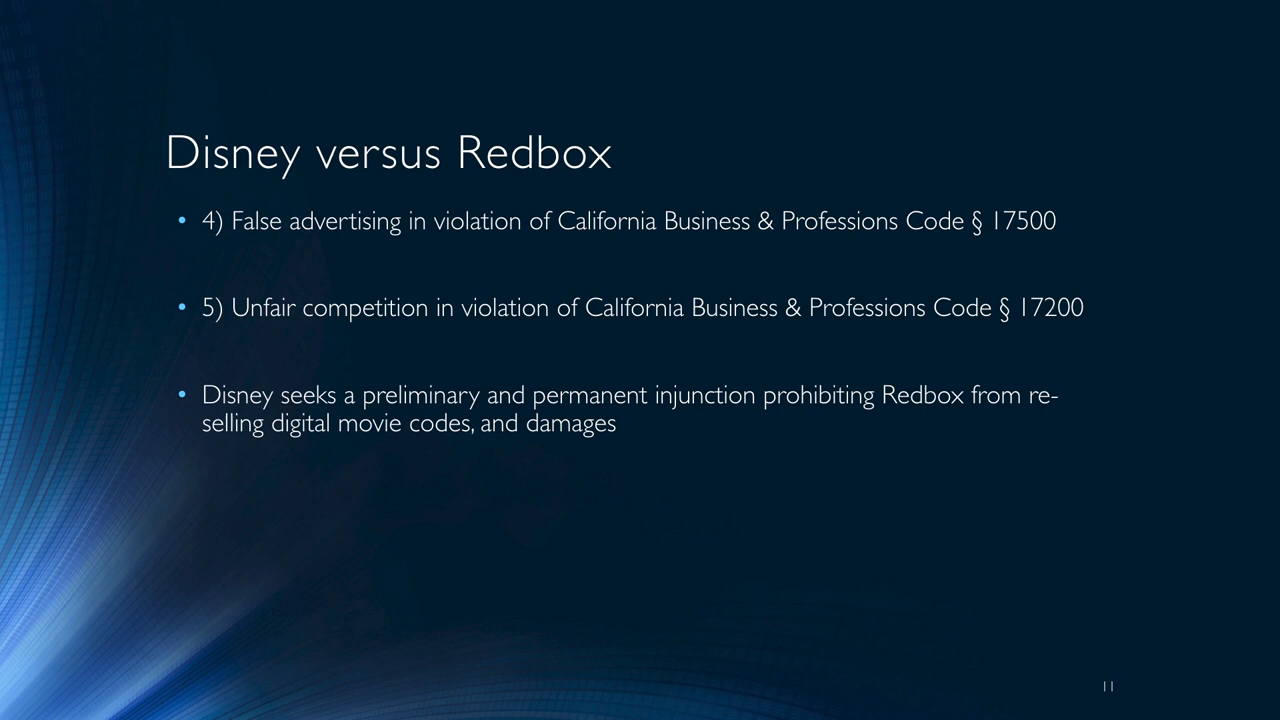 Disney versus Redbox
• 4) False advertising in violation of California Business & Professions Code § 17500
• 5) Unfair competition in violation of California Business & Professions Code § 17200
• Disney seeks a preliminary and permanent injunction prohibiting Redbox from re-
selling digital movie codes, and damages
11